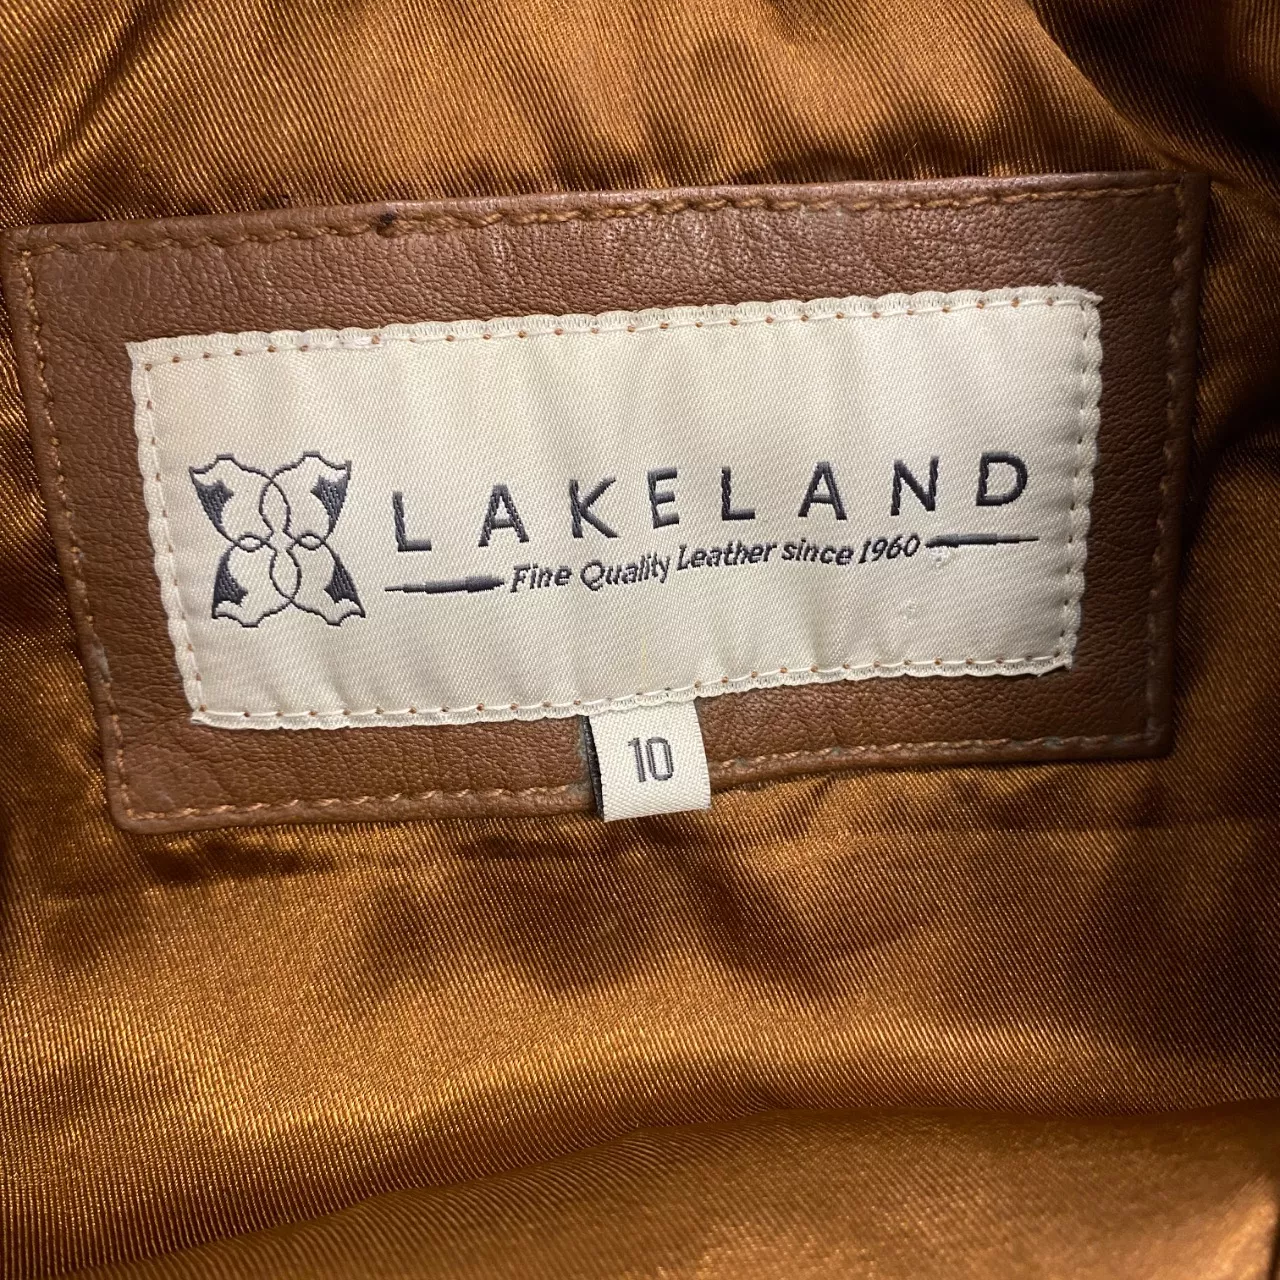 LAKELAND
Fine Quality Leather since 1960
10